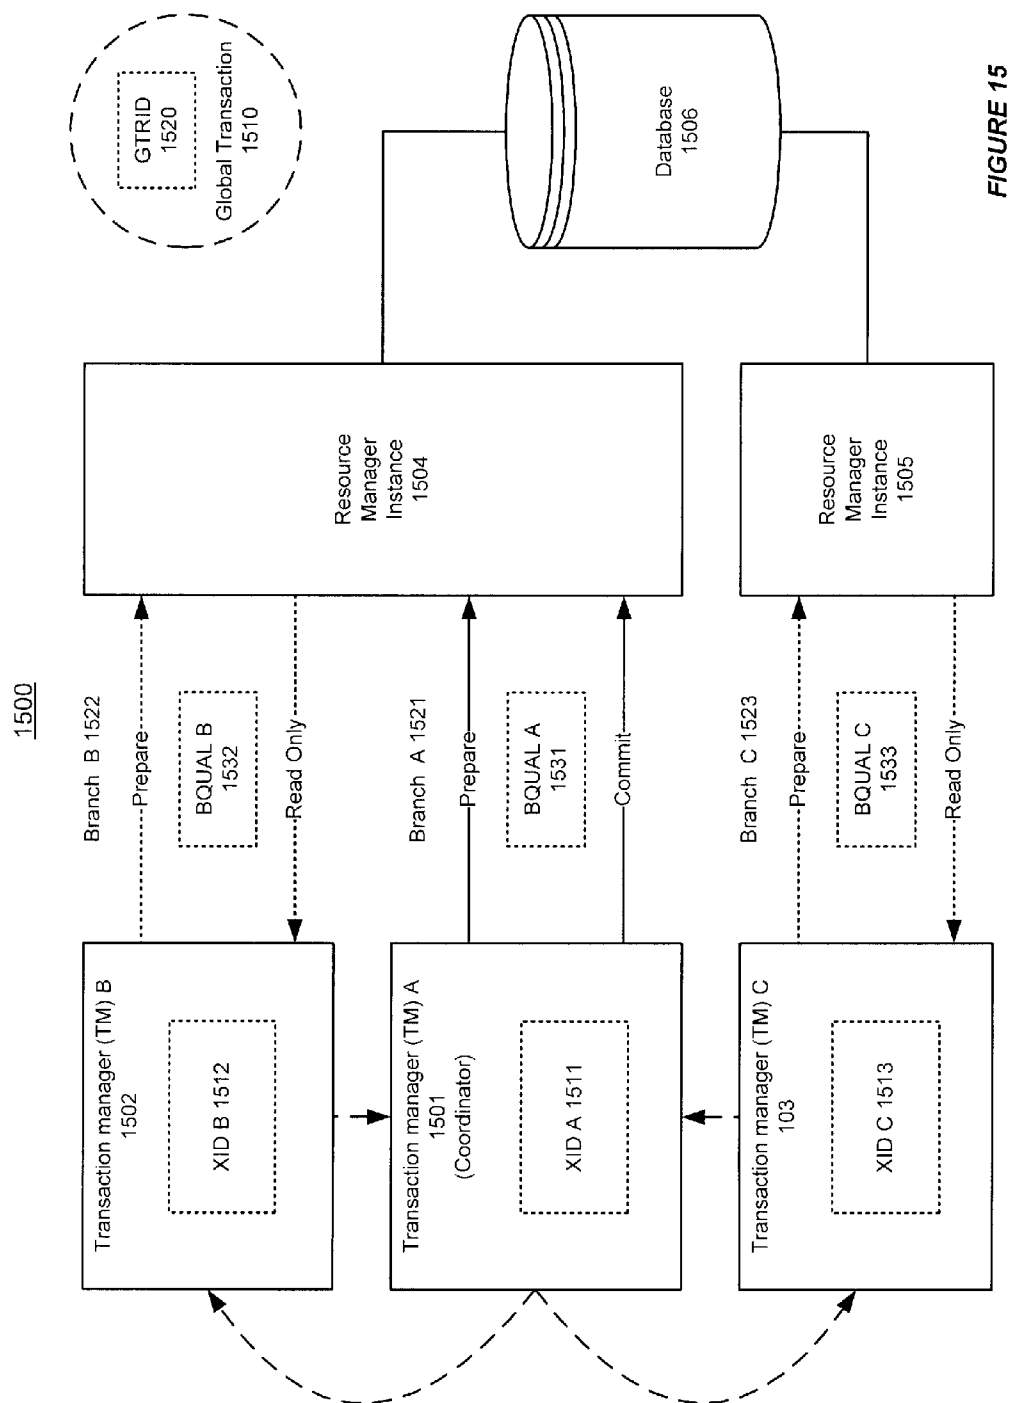 1500
Transaction manager (TM) B
1502
XID B 1512
Branch B 1522
Prepare
BQUAL B
1532
Read Only
Transaction manager (TM) A
1501
(Coordinator)
XID A 1511
Branch A 1521
Prepare
BQUAL A
1531
Commit
Transaction manager (TM) C
103
XID C 1513
Branch C 1523
Prepare
BQUAL C
1533
Read Only
Resource
Manager
Instance
1504
Resource
Manager
Instance
1505
GTRID
1520
Global Transaction
1510
Database
1506
FIGURE 15